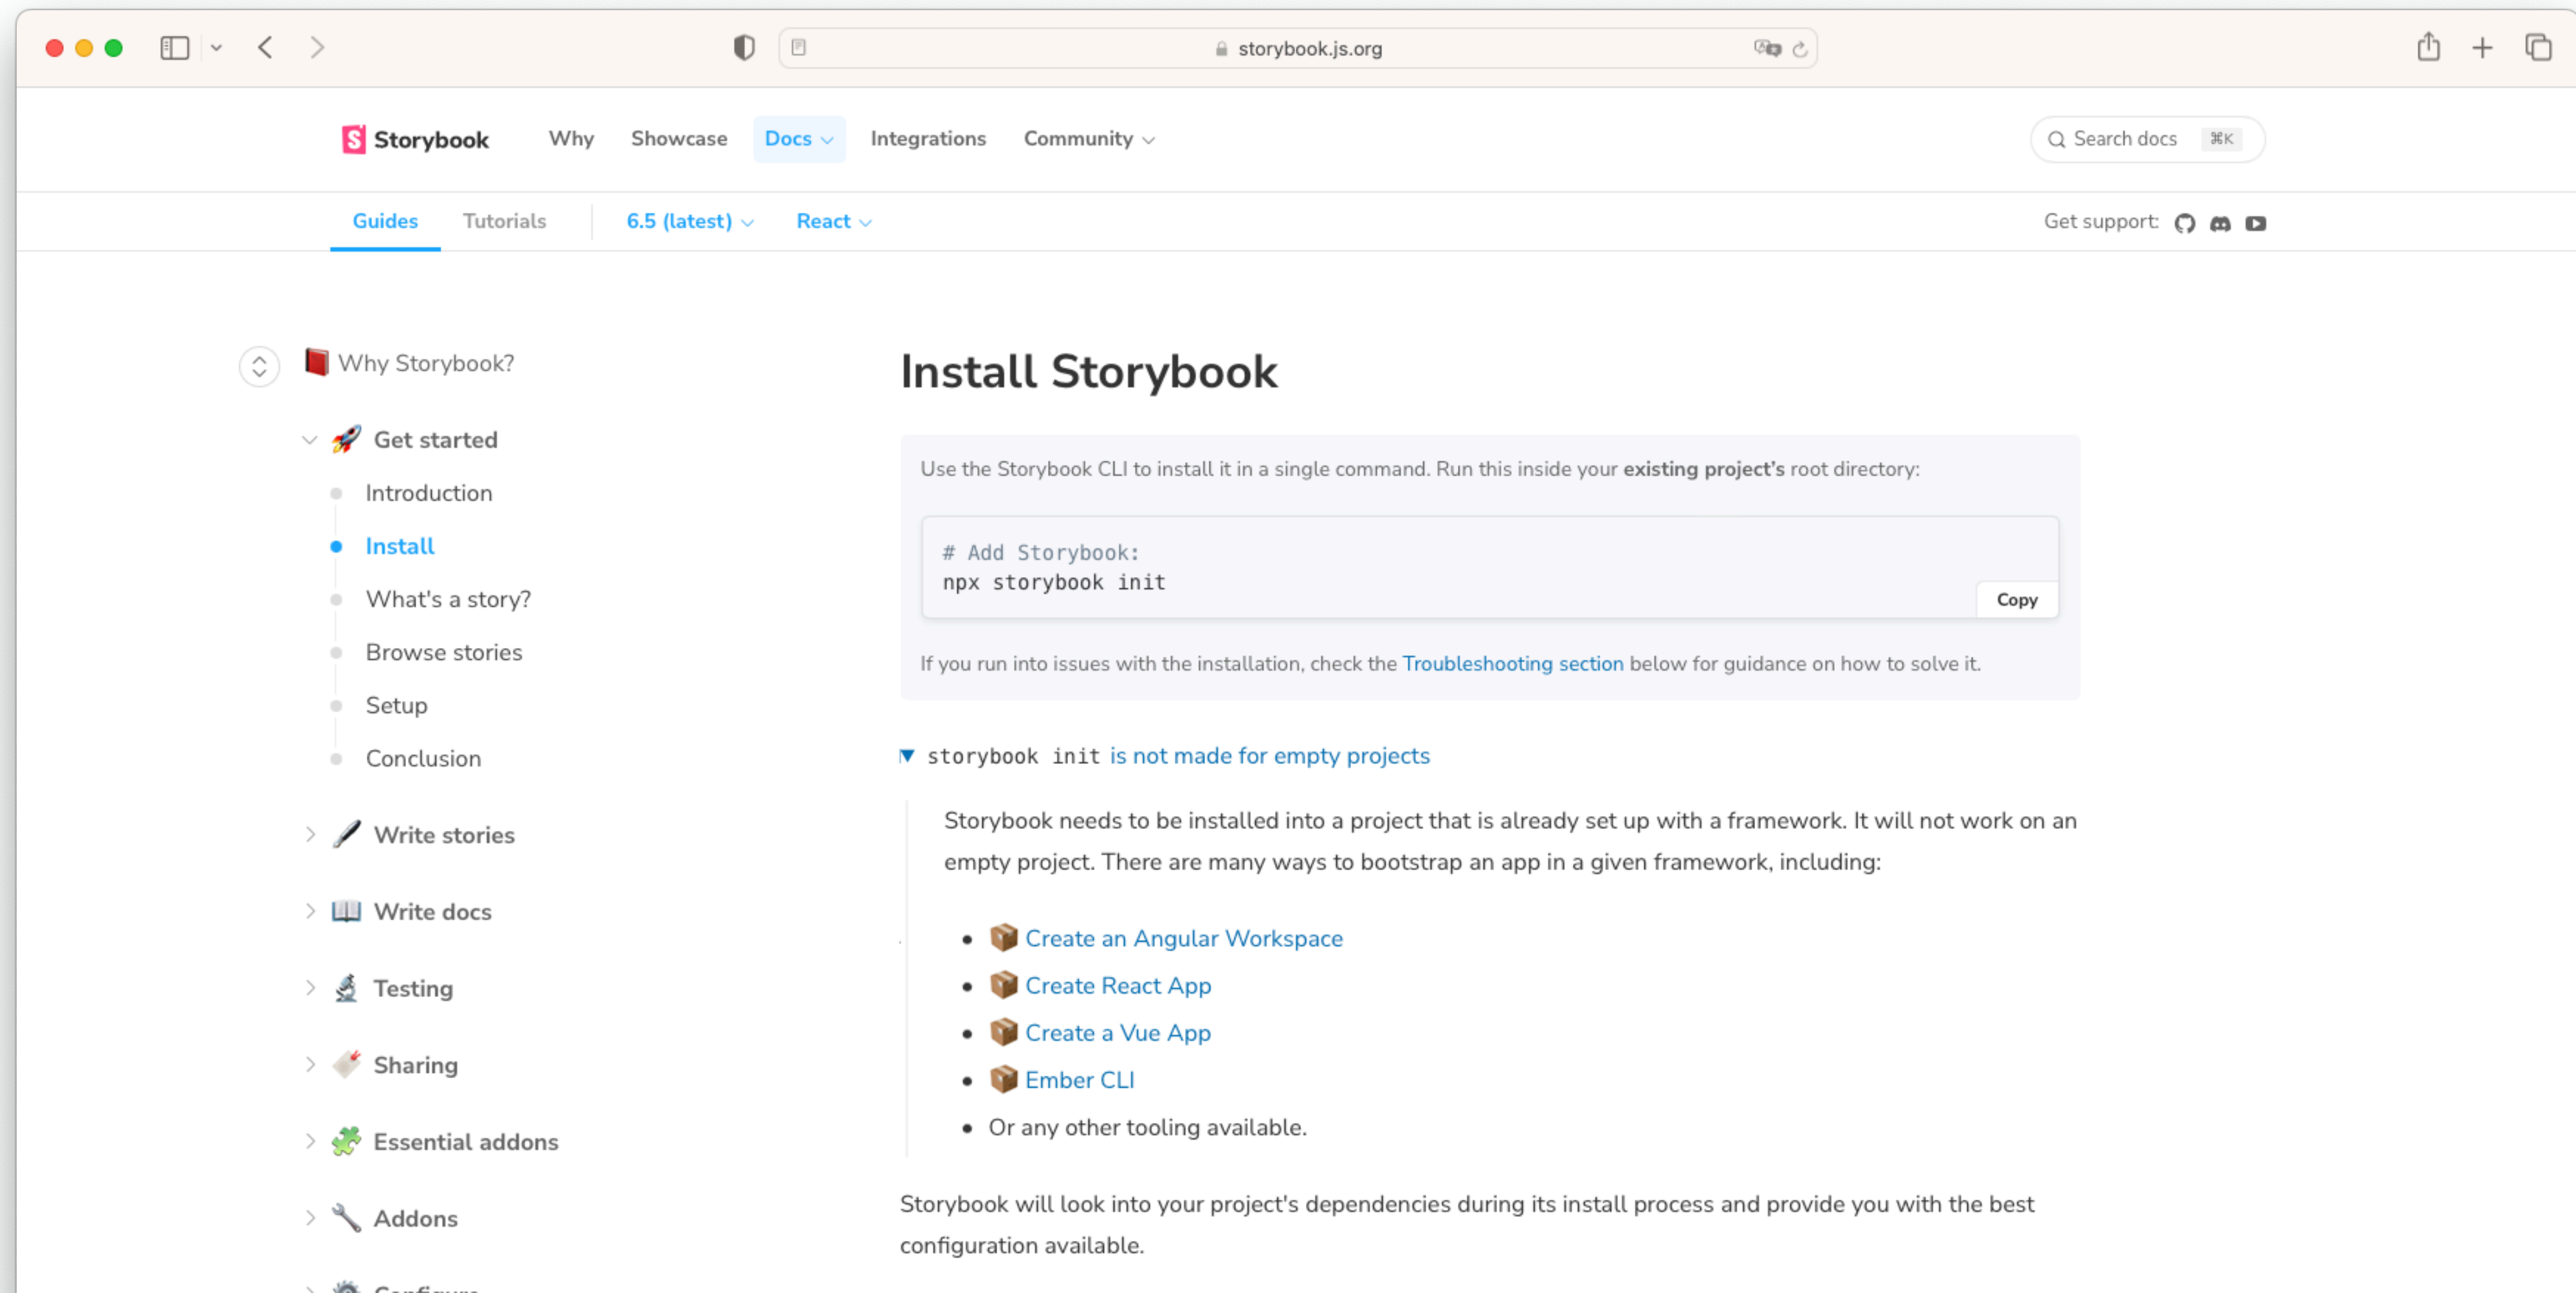 storybook.js.org
Storybook
Why
Showcase
Docs
Integrations
Community
Search docs
⌘K
Guides
Tutorials
6.5 (latest)
React
Get support:
Why Storybook?
Get started
Introduction
Install
What's a story?
Browse stories
Setup
Conclusion
Write stories
Write docs
Testing
Sharing
Essential addons
Addons
Configure
Install Storybook
Use the Storybook CLI to install it in a single command. Run this inside your existing project’s root directory:
# Add Storybook:
npx storybook init
Copy
If you run into issues with the installation, check the Troubleshooting section below for guidance on how to solve it.
storybook init is not made for empty projects
Storybook needs to be installed into a project that is already set up with a framework. It will not work on an
empty project. There are many ways to bootstrap an app in a given framework, including:
Create an Angular Workspace
Create React App
Create a Vue App
Ember CLI
Or any other tooling available.
Storybook will look into your project's dependencies during its install process and provide you with the best
configuration available.